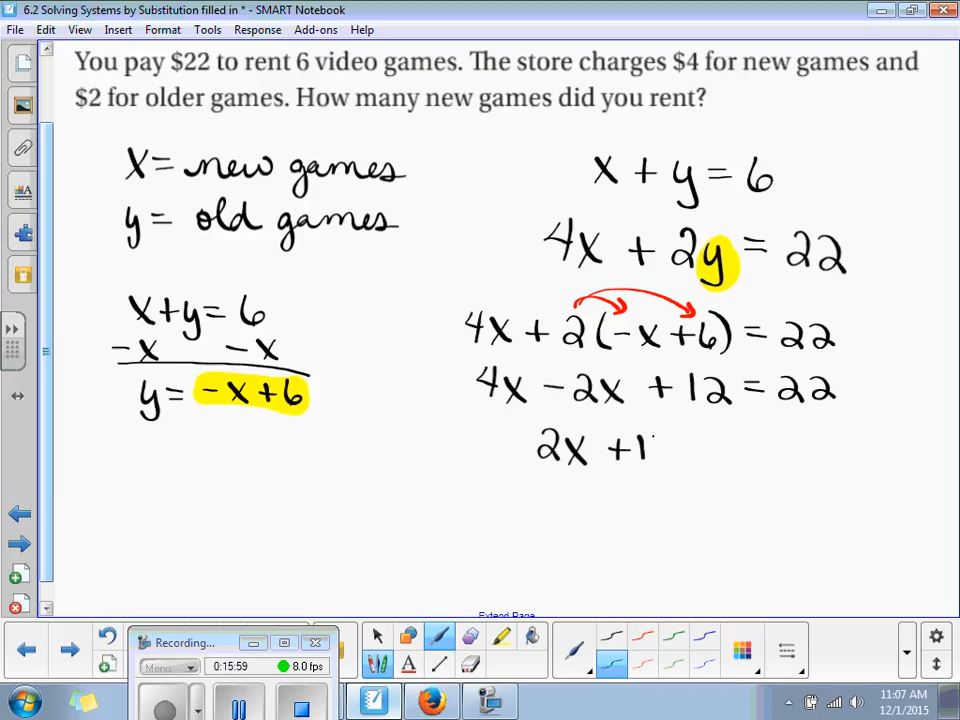 6.2 Solving Systems by Substitution filled in * - SMART Notebook
File Edit View Insert Format Tools Response Add-ons Help
You pay $22 to rent 6 video games. The store charges $4 for new games and
$2 for older games. How many new games did you rent?
x = new games
y = old games
x + y = 6
4x + 2y = 22
x+y = 6
-x -x
y = -x+6
4x + 2(-x+6) = 22
4x - 2x + 12 = 22
2x +1
Extend Page
Recording...
Menu
0:15:59
8.0 fps
A
11:07 AM
12/1/2015